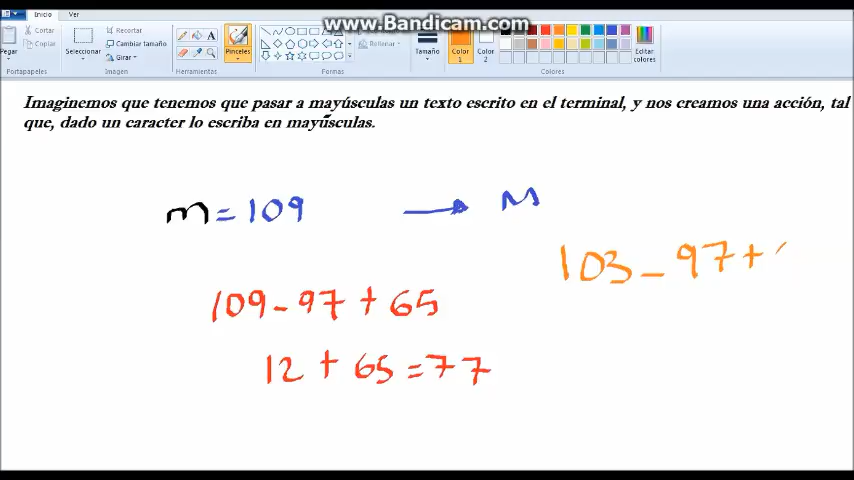 www.Bandicam.com
Inicio Ver
Pegar
Cortar
Copiar
Portapapeles
Seleccionar
Recortar
Cambiar tamaño
Girar
Imagen
A
Pinceles
Herramientas
Rellenar
Formas
Tamaño
Color 1
Color 2
Editar colores
Colores
Imaginemos que tenemos que pasar a mayúsculas un texto escrito en el terminal, y nos creamos una acción, tal
que, dado un caracter lo escriba en mayúsculas.
m = 109 → M
103 - 97 +
109 - 97 + 65
12 + 65 = 77